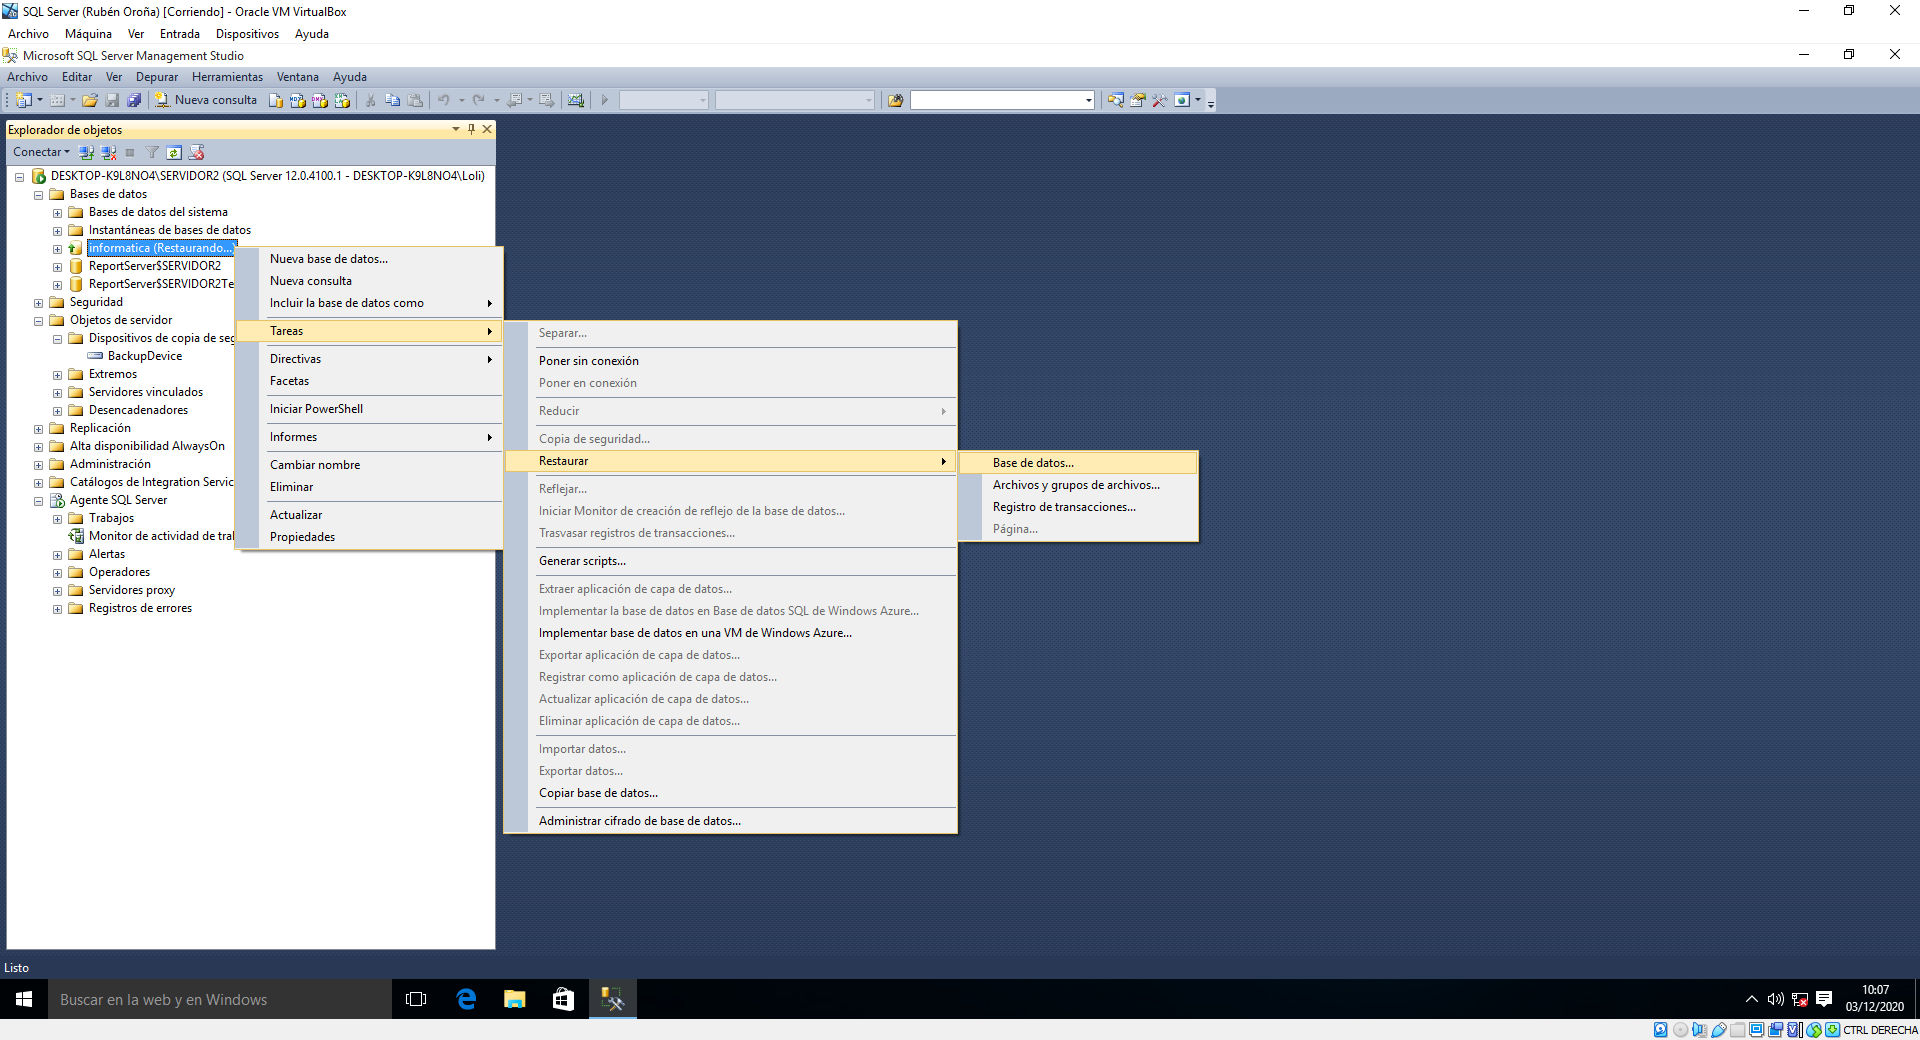 SQL Server (Rubén Oroña) [Corriendo] - Oracle VM VirtualBox
Archivo Máquina Ver Entrada Dispositivos Ayuda
Microsoft SQL Server Management Studio
Archivo Editar Ver Depurar Herramientas Ventana Ayuda
Nueva consulta
Explorador de objetos
Conectar
DESKTOP-K9L8NO4\SERVIDOR2 (SQL Server 12.0.4100.1 - DESKTOP-K9L8NO4\Loli)
Bases de datos
Bases de datos del sistema
Instantáneas de bases de datos
informatica (Restaurando...
ReportServer$SERVIDOR2
ReportServer$SERVIDOR2Te
Seguridad
Objetos de servidor
Dispositivos de copia de seg
BackupDevice
Extremos
Servidores vinculados
Desencadenadores
Replicación
Alta disponibilidad AlwaysOn
Administración
Catálogos de Integration Servic
Agente SQL Server
Trabajos
Monitor de actividad de tral
Alertas
Operadores
Servidores proxy
Registros de errores
Nueva base de datos...
Nueva consulta
Incluir la base de datos como
Tareas
Directivas
Facetas
Iniciar PowerShell
Informes
Cambiar nombre
Eliminar
Actualizar
Propiedades
Separar...
Poner sin conexión
Poner en conexión
Reducir
Copia de seguridad...
Restaurar
Reflejar...
Iniciar Monitor de creación de reflejo de la base de datos...
Trasvasar registros de transacciones...
Generar scripts...
Extraer aplicación de capa de datos...
Implementar la base de datos en Base de datos SQL de Windows Azure...
Implementar base de datos en una VM de Windows Azure...
Exportar aplicación de capa de datos...
Registrar como aplicación de capa de datos...
Actualizar aplicación de capa de datos...
Eliminar aplicación de capa de datos...
Importar datos...
Exportar datos...
Copiar base de datos...
Administrar cifrado de base de datos...
Base de datos...
Archivos y grupos de archivos...
Registro de transacciones...
Página...
Listo
Buscar en la web y en Windows
10:07
03/12/2020
CTRL DERECHA